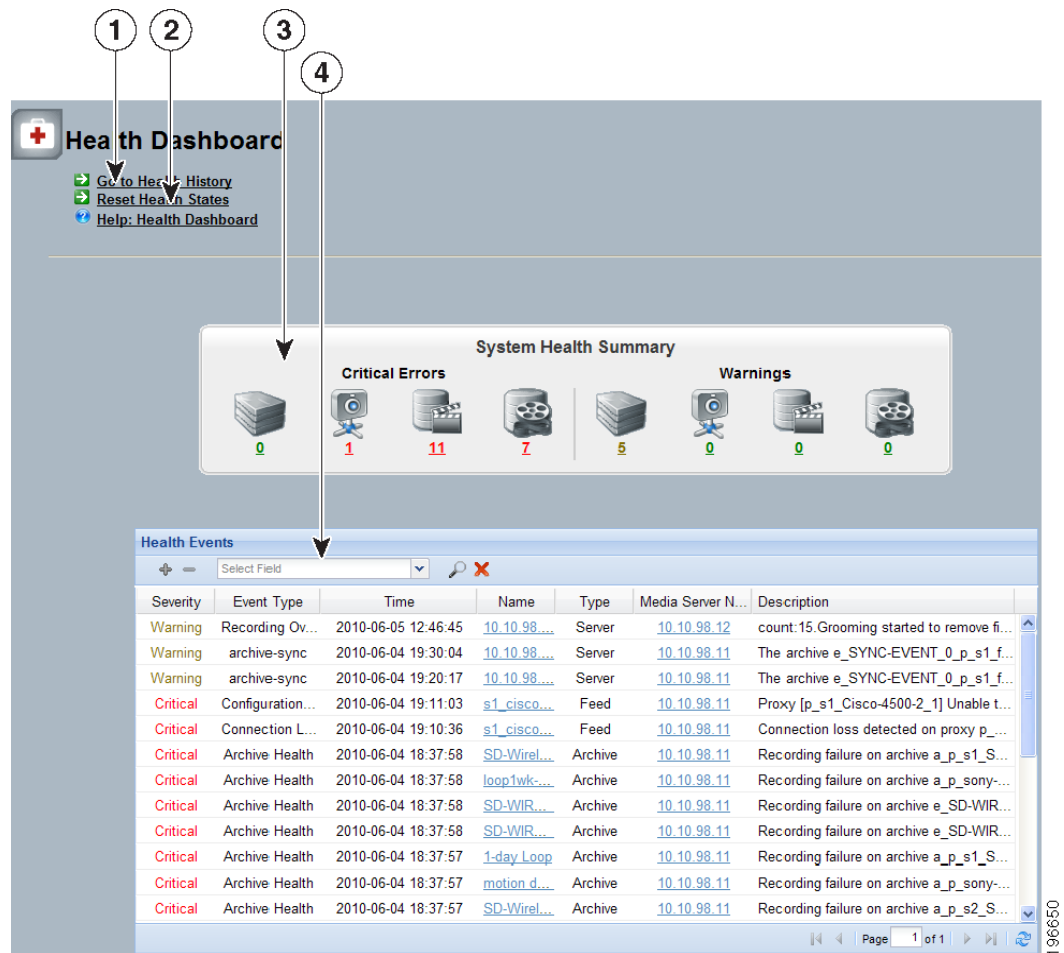 1 2 3
4
Health Dashboard
Go to Health History
Reset Health States
Help: Health Dashboard
System Health Summary
Critical Errors Warnings
0 1 11 7 5 0 0 0
Health Events
Select Field
Severity Event Type Time Name Type Media Server N... Description
Warning Recording Ov... 2010-06-05 12:46:45 10.10.98.... Server 10.10.98.12 count:15.Grooming started to remove fi...
Warning archive-sync 2010-06-04 19:30:04 10.10.98.... Server 10.10.98.11 The archive e_SYNC-EVENT_0_p_s1_f...
Warning archive-sync 2010-06-04 19:20:17 10.10.98.... Server 10.10.98.11 The archive e_SYNC-EVENT_0_p_s1_f...
Critical Configuration... 2010-06-04 19:11:03 s1_cisco... Feed 10.10.98.11 Proxy [p_s1_Cisco-4500-2_1] Unable t...
Critical Connection L... 2010-06-04 19:10:36 s1_cisco... Feed 10.10.98.11 Connection loss detected on proxy p_...
Critical Archive Health 2010-06-04 18:37:58 SD-Wirel... Archive 10.10.98.11 Recording failure on archive a_p_s1_S...
Critical Archive Health 2010-06-04 18:37:58 loop1wk-... Archive 10.10.98.11 Recording failure on archive a_p_sony-...
Critical Archive Health 2010-06-04 18:37:58 SD-WIR... Archive 10.10.98.11 Recording failure on archive e_SD-WIR...
Critical Archive Health 2010-06-04 18:37:58 SD-WIR... Archive 10.10.98.11 Recording failure on archive e_SD-WIR...
Critical Archive Health 2010-06-04 18:37:57 1-day Loop Archive 10.10.98.11 Recording failure on archive a_p_s1_S...
Critical Archive Health 2010-06-04 18:37:57 motion d... Archive 10.10.98.11 Recording failure on archive a_p_sony-...
Critical Archive Health 2010-06-04 18:37:57 SD-Wirel... Archive 10.10.98.11 Recording failure on archive a_p_s2_S...
Page 1 of 1
196650